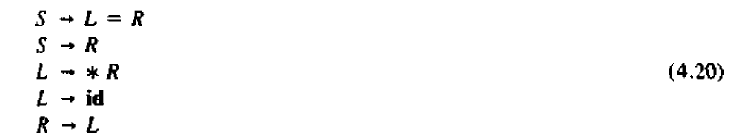 S → L = R
S → R
L → * R (4.20)
L → id
R → L